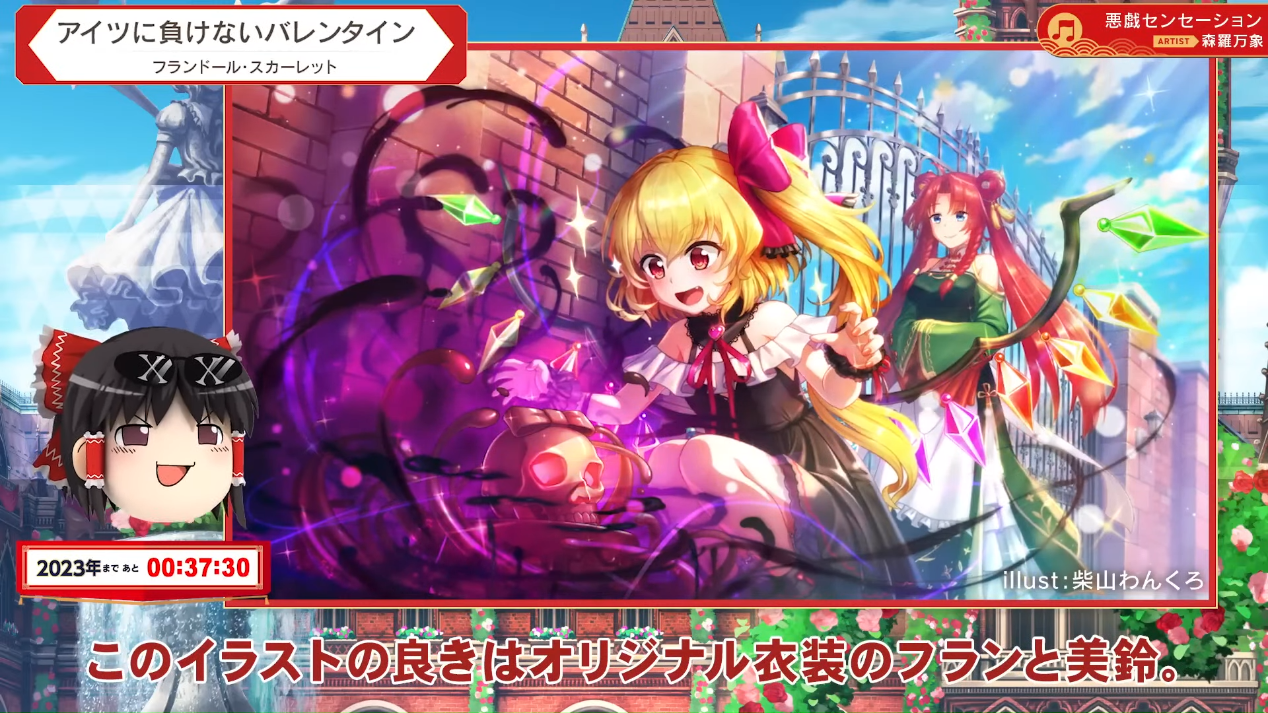 アイツに負けないバレンタイン
フランドール・スカーレット
悪戯センセーション
ARTIST 森羅万象
X X
2023年まであと 00:37:30
illust:柴山わんくろ
このイラストの良きはオリジナル衣装のフランと美鈴。